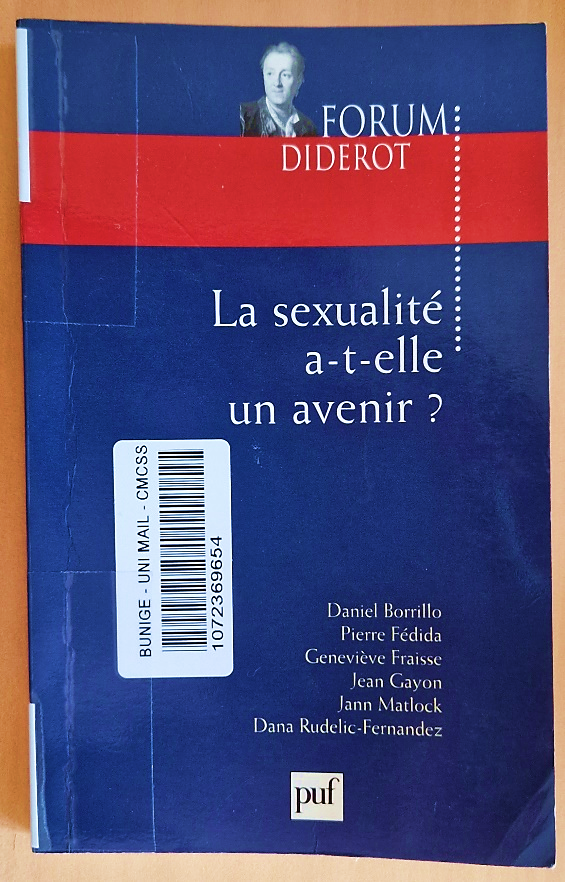 FORUM
DIDEROT
La sexualité
a-t-elle
un avenir ?
BUNIGE - UNI MAIL - CMCSS
1072369654
Daniel Borrillo
Pierre Fédida
Geneviève Fraisse
Jean Gayon
Jann Matlock
Dana Rudelic-Fernandez
puf